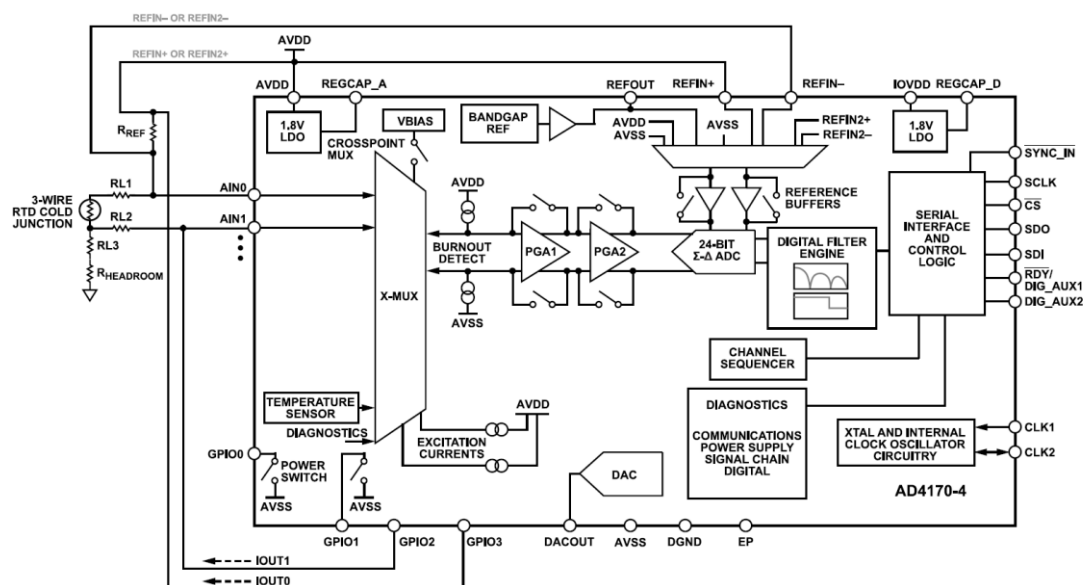 REFIN– OR REFIN2–
REFIN+ OR REFIN2+
AVDD
AVDD
REGCAP_A
REFOUT
REFIN+
REFIN–
IOVDD
REGCAP_D
RREF
1.8V
LDO
VBIAS
CROSSPOINT
MUX
BANDGAP
REF
AVDD
AVSS
AVSS
REFIN2+
REFIN2–
1.8V
LDO
SYNC_IN
3-WIRE
RTD COLD
JUNCTION
RL1
RL2
RL3
RHEADROOM
AIN0
AIN1
AVDD
REFERENCE
BUFFERS
SCLK
CS
SDO
SDI
RDY/
DIG_AUX1
DIG_AUX2
SERIAL
INTERFACE
AND
CONTROL
LOGIC
BURNOUT
DETECT
PGA1
PGA2
24-BIT
Σ-Δ ADC
DIGITAL FILTER
ENGINE
X-MUX
AVSS
CHANNEL
SEQUENCER
TEMPERATURE
SENSOR
DIAGNOSTICS
AVDD
EXCITATION
CURRENTS
DIAGNOSTICS
COMMUNICATIONS
POWER SUPPLY
SIGNAL CHAIN
DIGITAL
XTAL AND INTERNAL
CLOCK OSCILLATOR
CIRCUITRY
CLK1
CLK2
GPIO0
POWER
SWITCH
AVSS
AVSS
DAC
AD4170-4
GPIO1
GPIO2
GPIO3
DACOUT
AVSS
DGND
EP
IOUT1
IOUT0